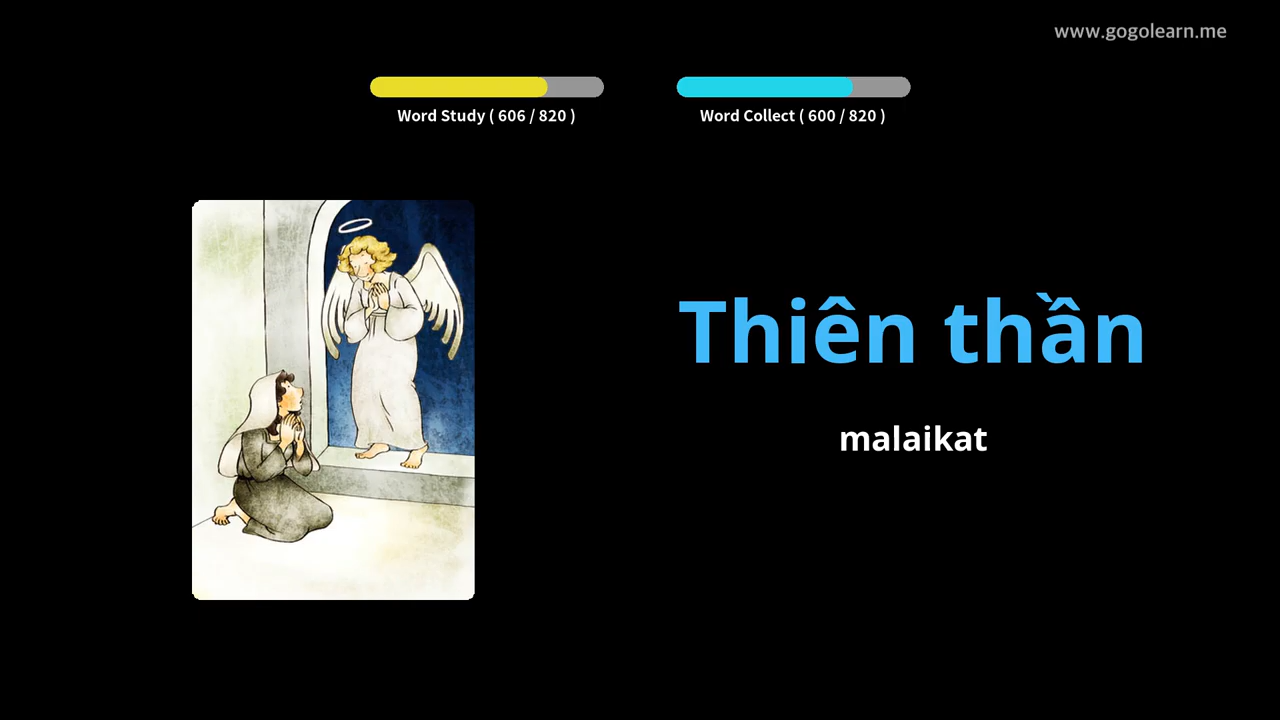 www.gogolearn.me
Word Study ( 606 / 820 )
Word Collect ( 600 / 820 )
Thiên thần
malaikat